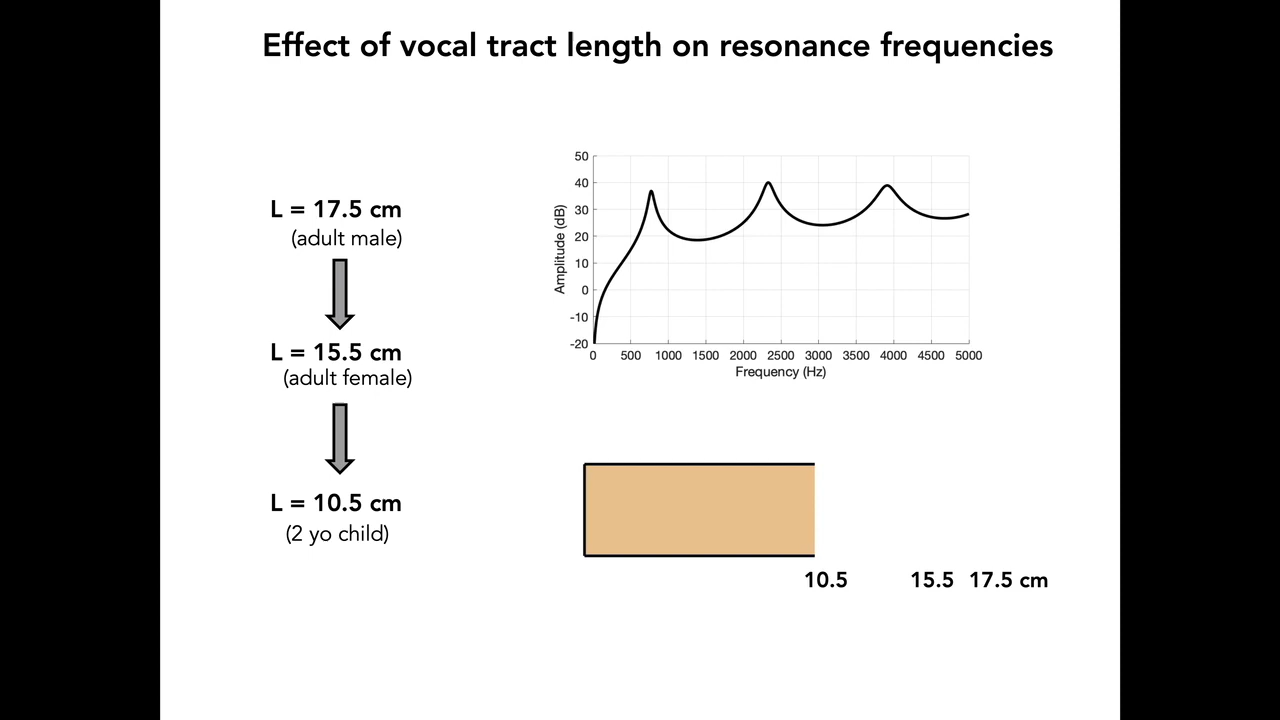 Effect of vocal tract length on resonance frequencies
L = 17.5 cm
(adult male)
L = 15.5 cm
(adult female)
L = 10.5 cm
(2 yo child)
Amplitude (dB)
50
40
30
20
10
0
-10
-20
0 500 1000 1500 2000 2500 3000 3500 4000 4500 5000
Frequency (Hz)
10.5 15.5 17.5 cm